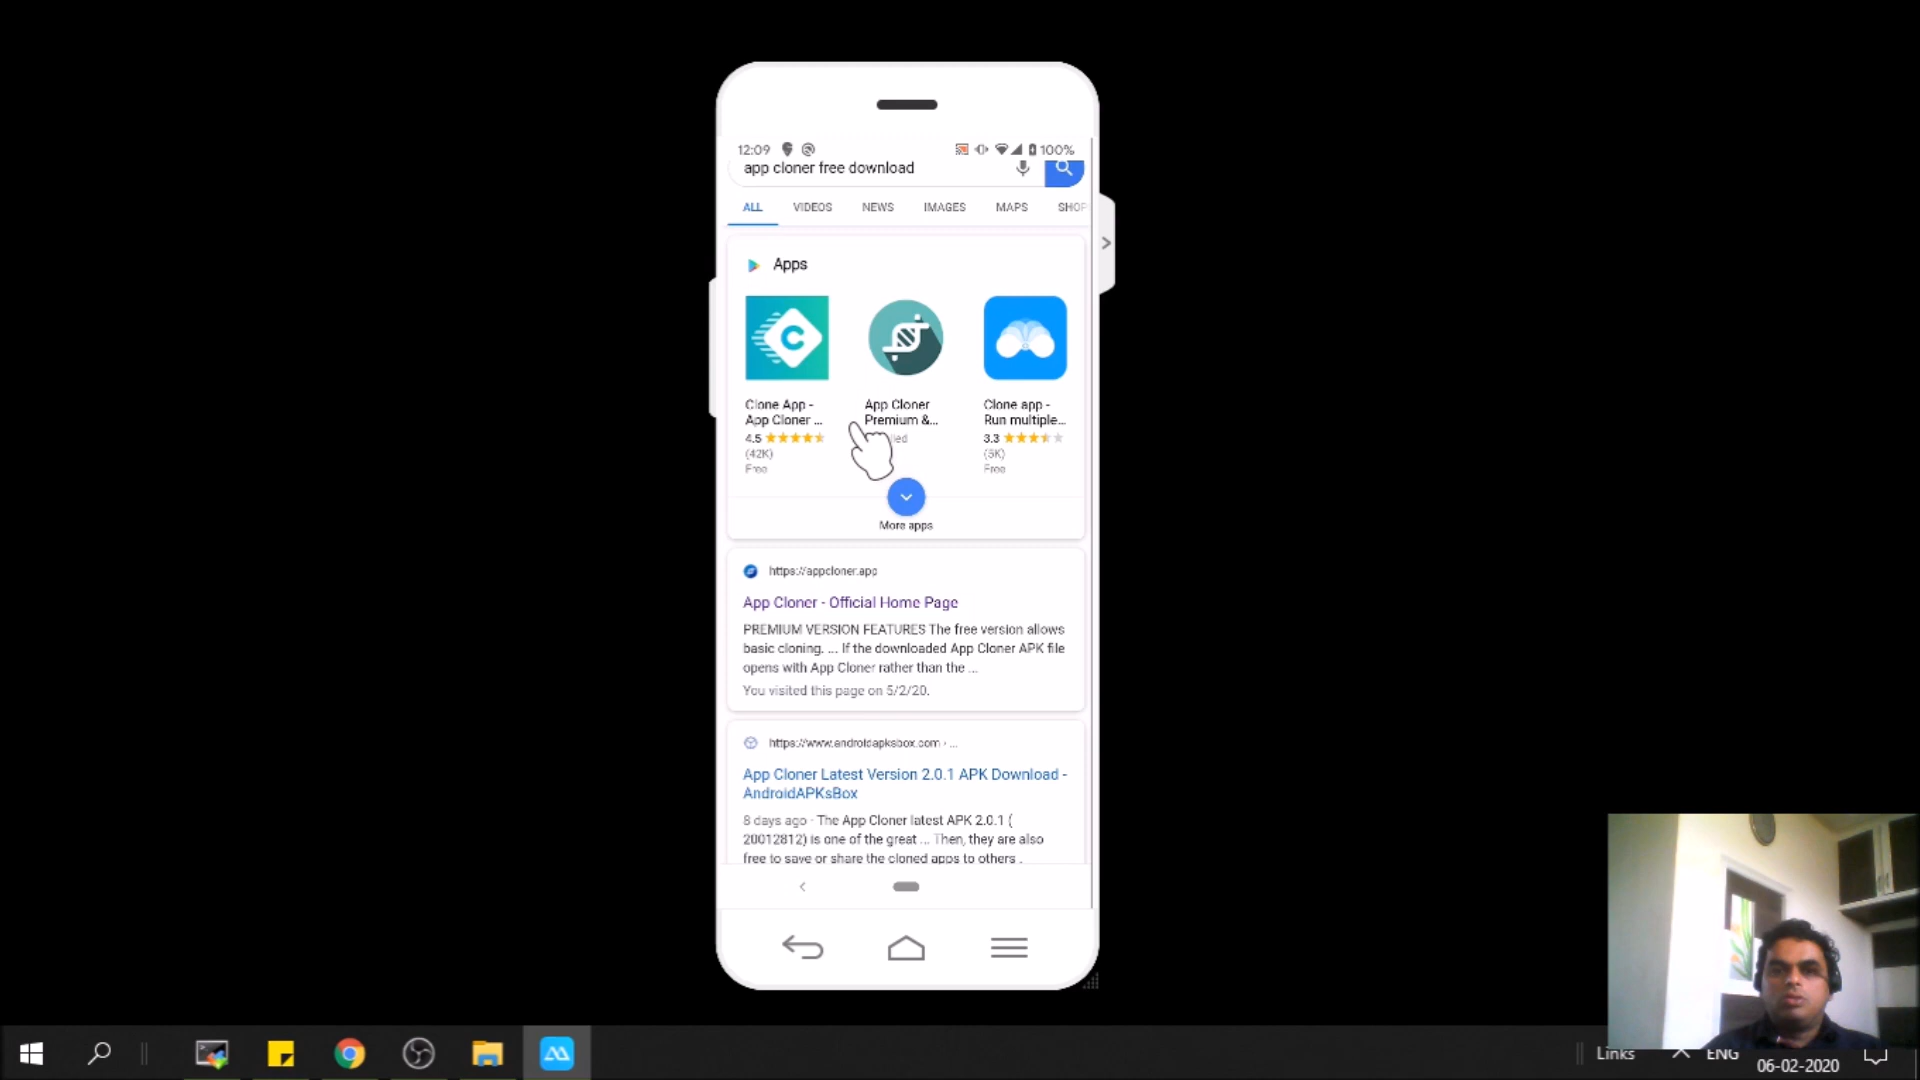 12:09
100%
app cloner free download
ALL VIDEOS NEWS IMAGES MAPS SHOP
Apps
C
Clone App -
App Cloner ...
4.5
(42K)
Free
App Cloner
Premium &...
Clone app -
Run multiple...
3.3
(5K)
Free
More apps
https://appcloner.app
App Cloner - Official Home Page
PREMIUM VERSION FEATURES The free version allows
basic cloning. ... If the downloaded App Cloner APK file
opens with App Cloner rather than the ...
You visited this page on 5/2/20.
https://www.androidapksbox.com › ...
App Cloner Latest Version 2.0.1 APK Download -
AndroidAPKsBox
8 days ago · The App Cloner latest APK 2.0.1 (
20012812) is one of the great ... Then, they are also
free to save or share the cloned apps to others .
Links
ENG
06-02-2020